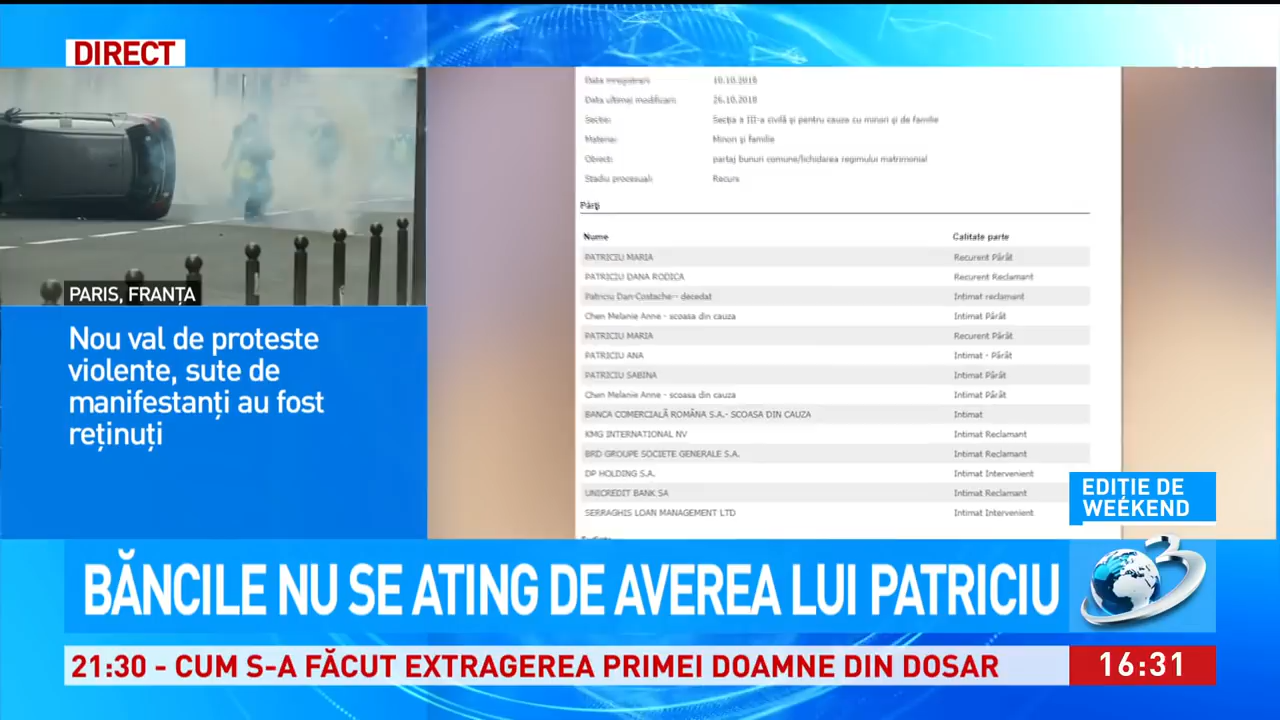 DIRECT
PARIS, FRANȚA
Nou val de proteste
violente, sute de
manifestanți au fost
reținuți
Data înregistrării: 10.10.2018
Data ultimei modificări: 26.10.2018
Secție: Secția a III-a civilă și pentru cauze cu minori și de familie
Materie: Minori și familie
Obiect: partaj bunuri comune/lichidarea regimului matrimonial
Stadiu procesual: Recurs
Părți
Nume Calitate parte
PATRICIU MARIA Recurent Pârât
PATRICIU DANA RODICA Recurent Reclamant
Patriciu Dan Costache - decedat Intimat reclamant
Chen Melanie Anne - scoasa din cauza Intimat Pârât
PATRICIU MARIA Recurent Pârât
PATRICIU ANA Intimat - Pârât
PATRICIU SABINA Intimat Pârât
Chen Melanie Anne - scoasa din cauza Intimat Pârât
BANCA COMERCIALĂ ROMÂNA S.A.- SCOASA DIN CAUZA Intimat
KMG INTERNATIONAL NV Intimat Reclamant
BRD GROUPE SOCIETE GENERALE S.A. Intimat Reclamant
DP HOLDING S.A. Intimat Intervenient
UNICREDIT BANK SA Intimat Reclamant
SERRAGHIS LOAN MANAGEMENT LTD Intimat Intervenient
EDIȚIE DE
WEEKEND
BĂNCILE NU SE ATING DE AVEREA LUI PATRICIU
3
21:30 - CUM S-A FĂCUT EXTRAGEREA PRIMEI DOAMNE DIN DOSAR
16:31